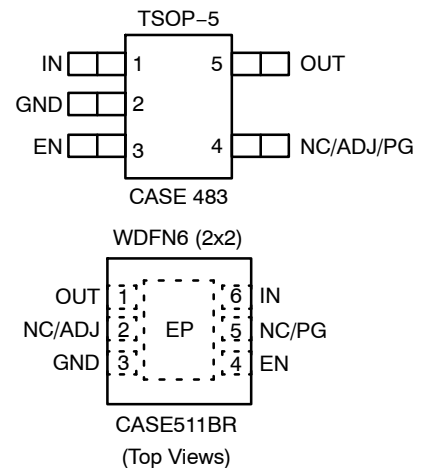 TSOP−5
IN 1 5 OUT
GND 2
EN 3 4 NC/ADJ/PG
CASE 483
WDFN6 (2x2)
OUT 1 6 IN
NC/ADJ 2 EP 5 NC/PG
GND 3 4 EN
CASE511BR
(Top Views)